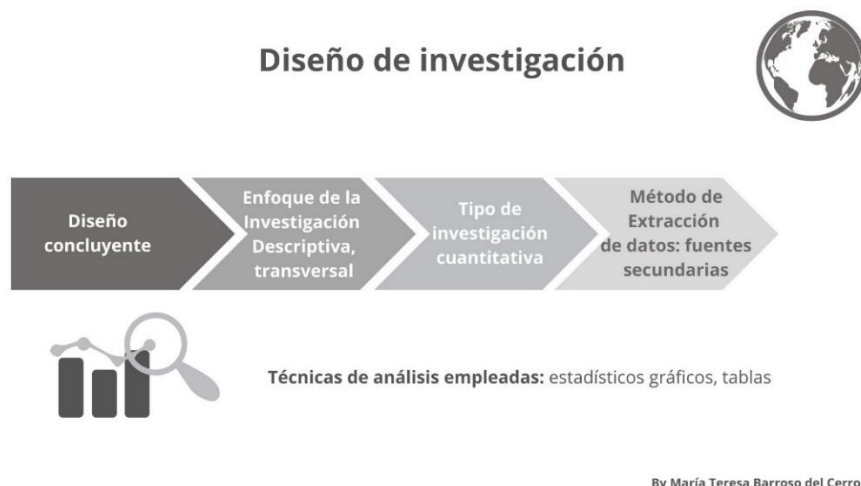 Diseño de investigación
Diseño
concluyente
Enfoque de la
Investigación
Descriptiva,
transversal
Tipo de
investigación
cuantitativa
Método de
Extracción
de datos: fuentes
secundarias
Técnicas de análisis empleadas: estadísticos gráficos, tablas
By María Teresa Barroso del Cerro